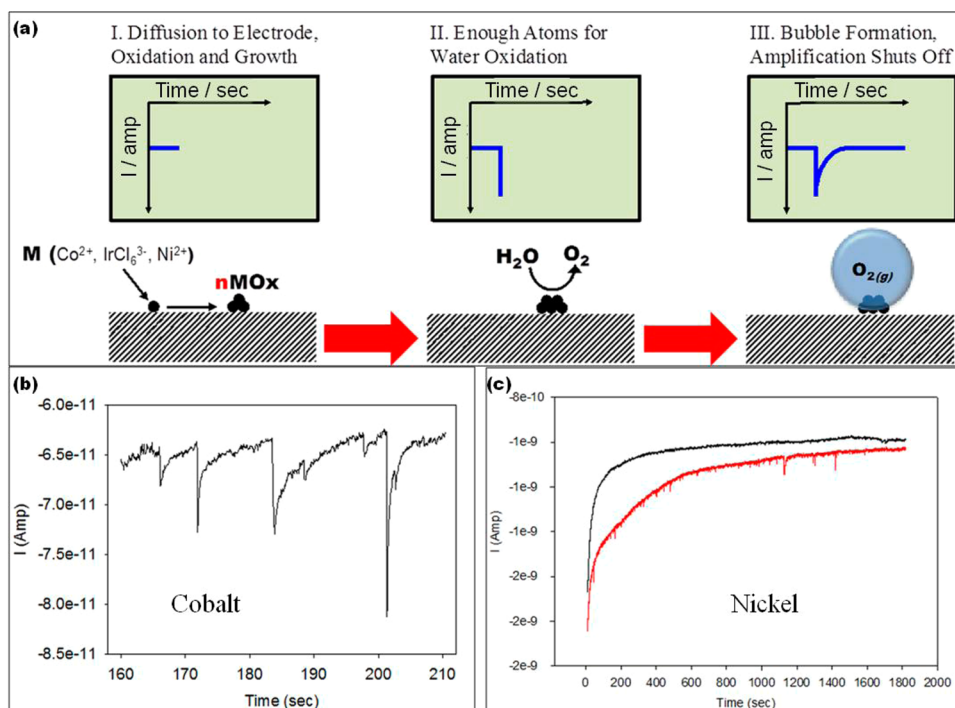 (a)
I. Diffusion to Electrode,
Oxidation and Growth
II. Enough Atoms for
Water Oxidation
III. Bubble Formation,
Amplification Shuts Off
Time / sec
I / amp
Time / sec
I / amp
Time / sec
I / amp
M (Co²⁺, IrCl₆³⁻, Ni²⁺)
nMOx
H₂O O₂
O₂(g)
(b)
-6.0e-11
-6.5e-11
-7.0e-11
-7.5e-11
-8.0e-11
-8.5e-11
I (Amp)
Cobalt
160 170 180 190 200 210
Time (sec)
(c)
-8e-10
-1e-9
-1e-9
-1e-9
-2e-9
-2e-9
-2e-9
I (Amp)
Nickel
0 200 400 600 800 1000 1200 1400 1600 1800 2000
Time (sec)